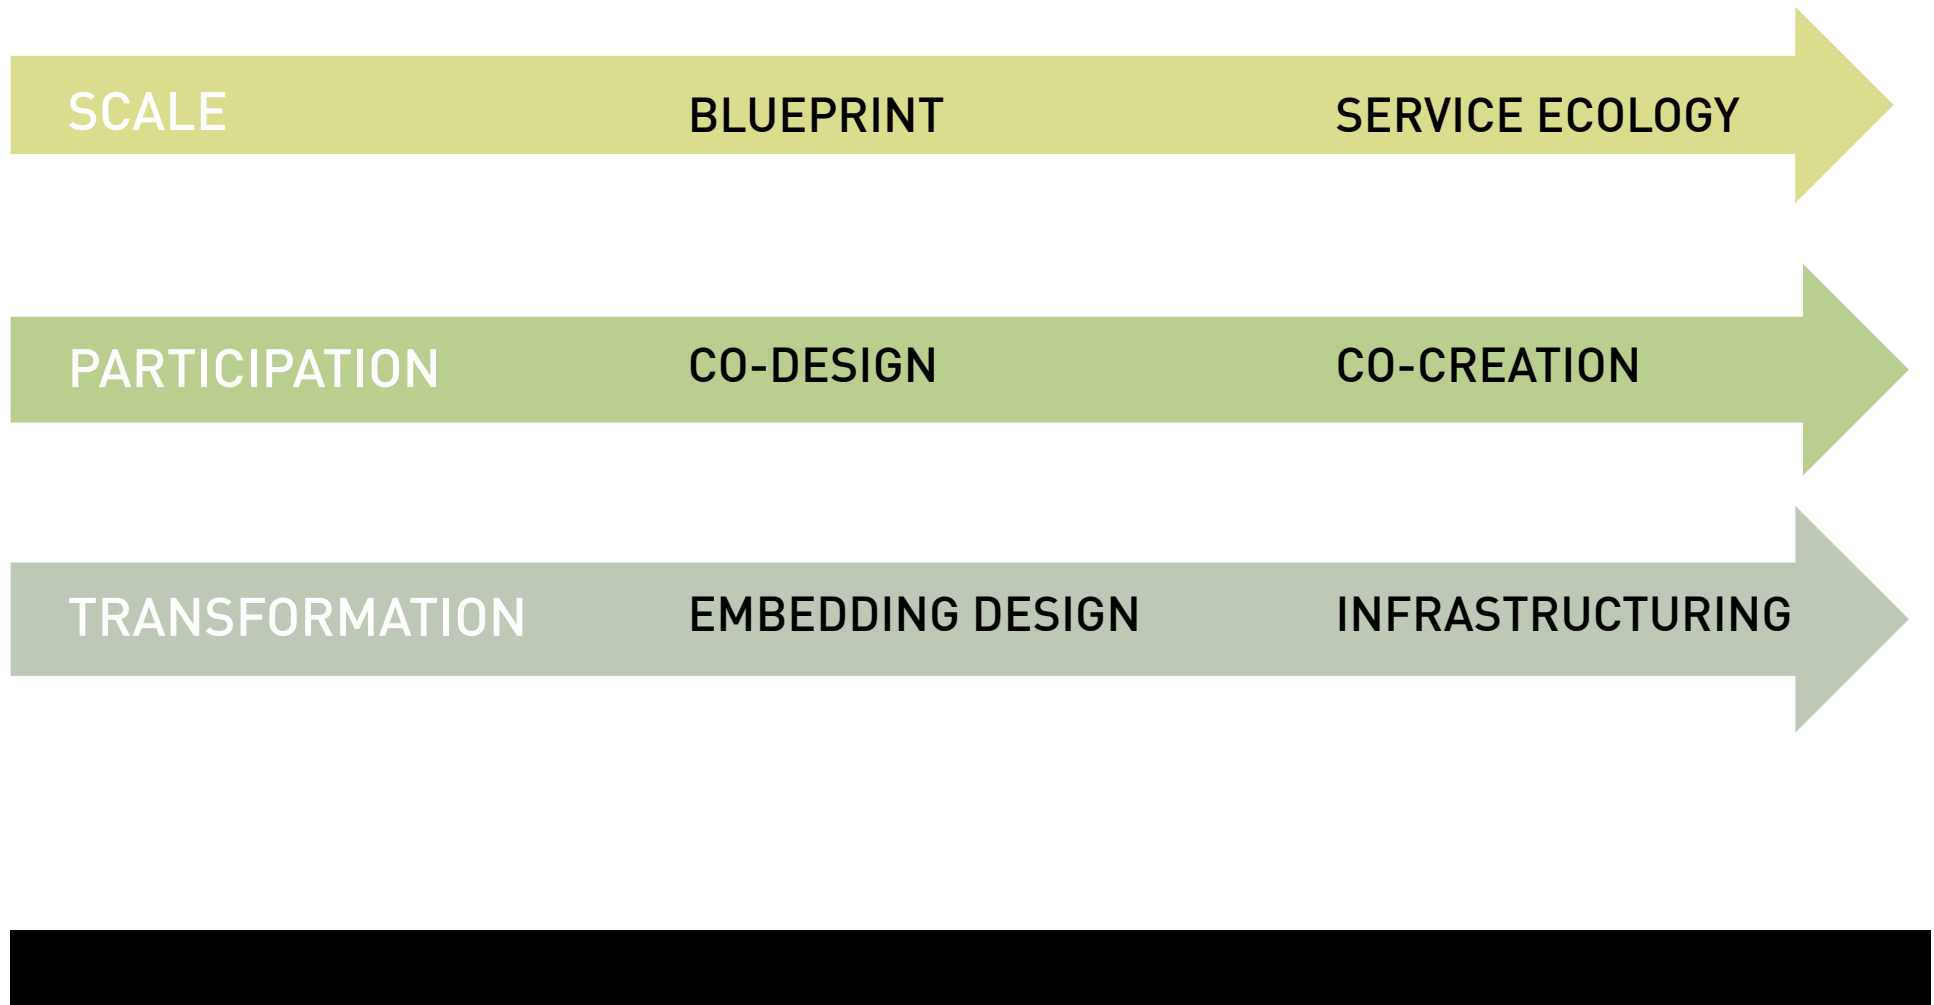 SCALE BLUEPRINT SERVICE ECOLOGY
PARTICIPATION CO-DESIGN CO-CREATION
TRANSFORMATION EMBEDDING DESIGN INFRASTRUCTURING